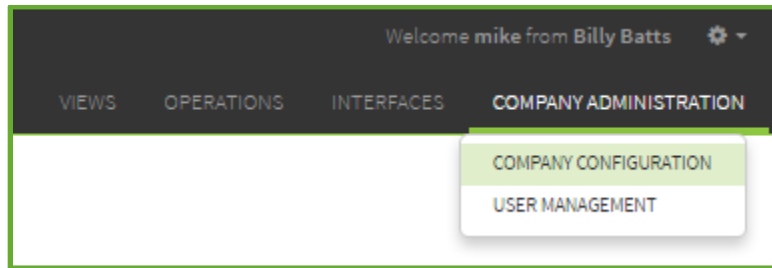 Welcome mike from Billy Batts
VIEWS OPERATIONS INTERFACES COMPANY ADMINISTRATION
COMPANY CONFIGURATION
USER MANAGEMENT